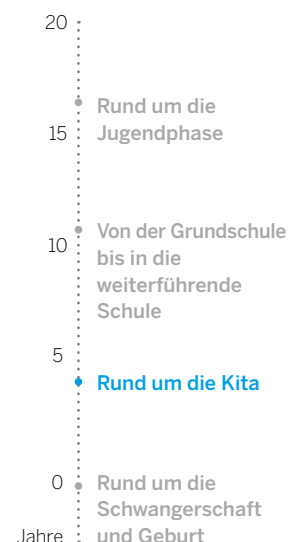 20
Rund um die
15 Jugendphase
Von der Grundschule
10 bis in die
weiterführende
Schule
5
Rund um die Kita
0 Rund um die
Schwangerschaft
Jahre und Geburt